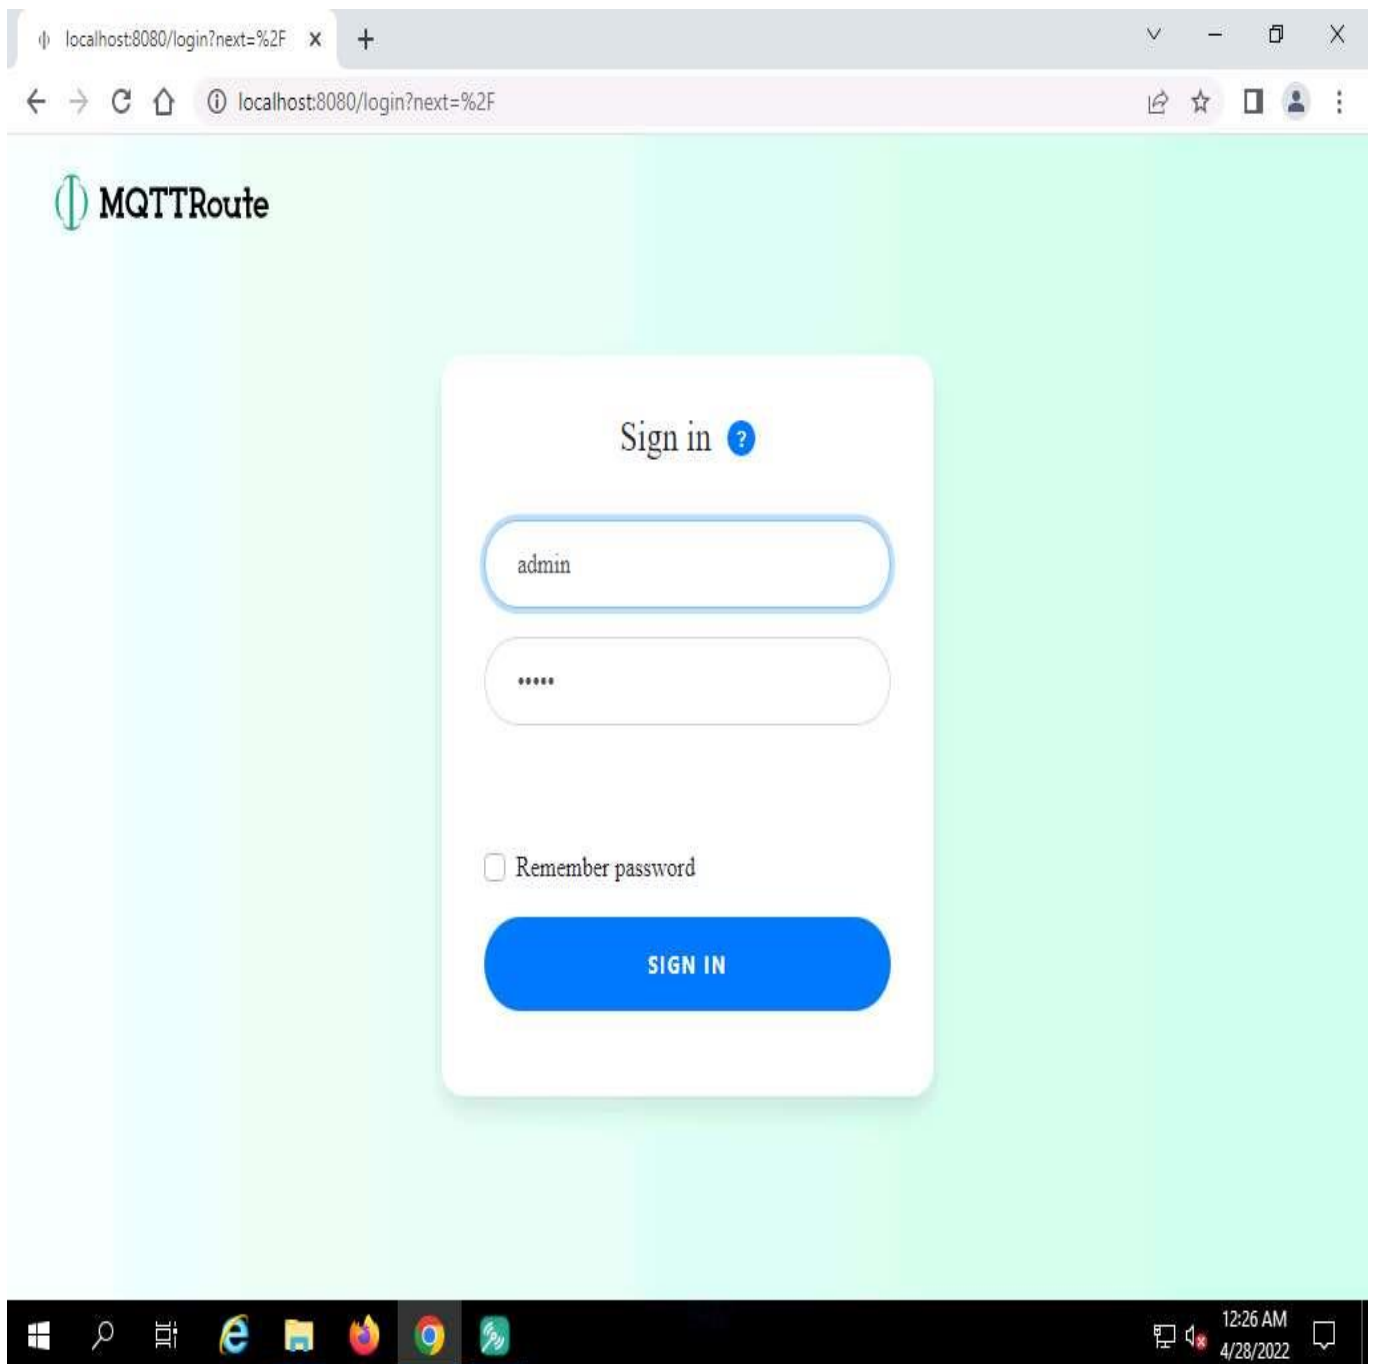 localhost:8080/login?next=%2F
localhost:8080/login?next=%2F
MQTTRoute
Sign in ?
admin
•••••
Remember password
SIGN IN
12:26 AM
4/28/2022